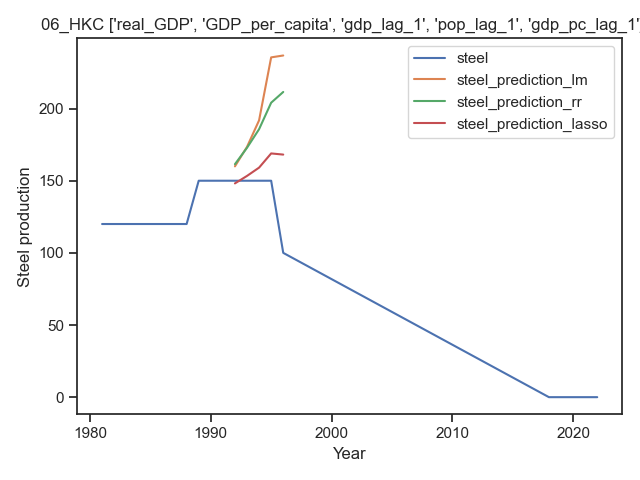 06_HKC ['real_GDP', 'GDP_per_capita', 'gdp_lag_1', 'pop_lag_1', 'gdp_pc_lag_1'
steel
steel_prediction_lm
steel_prediction_rr
steel_prediction_lasso
Steel production
200
150
100
50
0
1980
1990
2000
2010
2020
Year